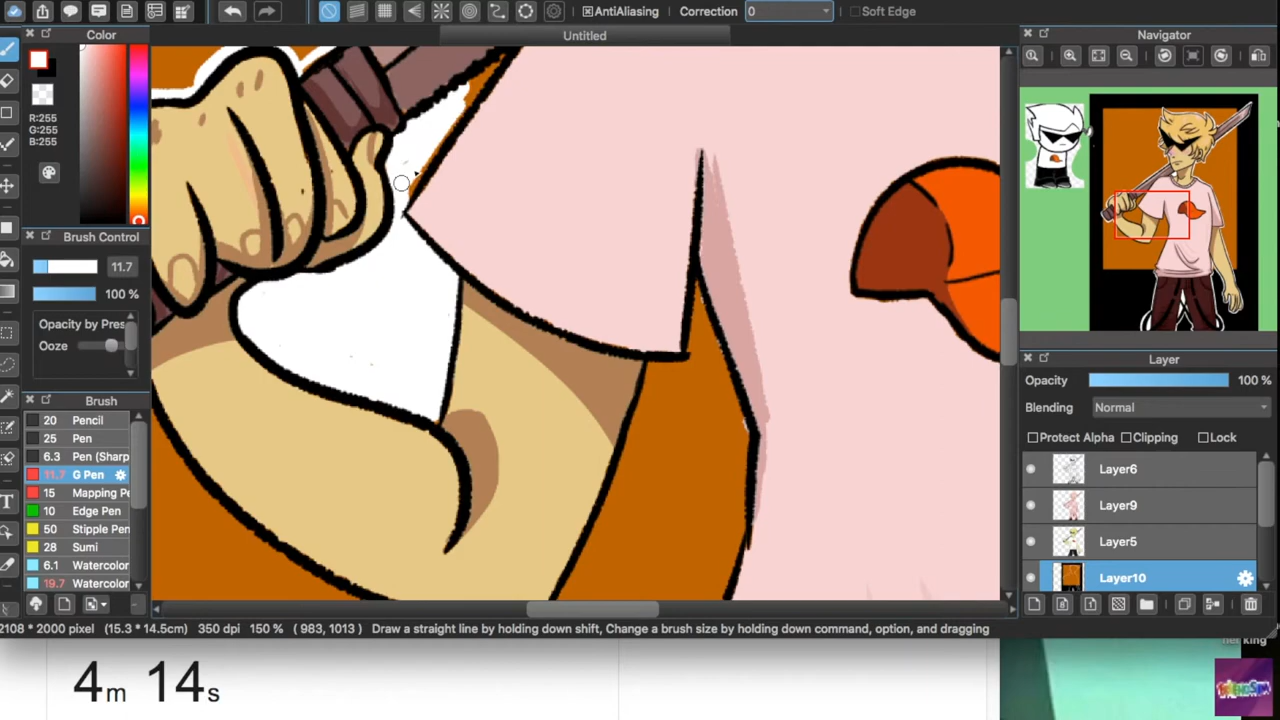 AntiAliasing
Correction
0
Soft Edge
Color
Untitled
Navigator
R:255
G:255
B:255
Brush Control
11.7
100 %
Opacity by Pres
Ooze
Layer
Opacity
100 %
Blending
Normal
Protect Alpha
Clipping
Lock
Brush
20 Pencil
25 Pen
6.3 Pen (Sharp
11.7 G Pen
15 Mapping Pe
10 Edge Pen
50 Stipple Pen
28 Sumi
6.1 Watercolor
19.7 Watercolor
Layer6
Layer9
Layer5
Layer10
2108 * 2000 pixel (15.3 * 14.5cm) 350 dpi 150 % ( 983, 1013 ) Draw a straight line by holding down shift, Change a brush size by holding down command, option, and dragging
4m 14s